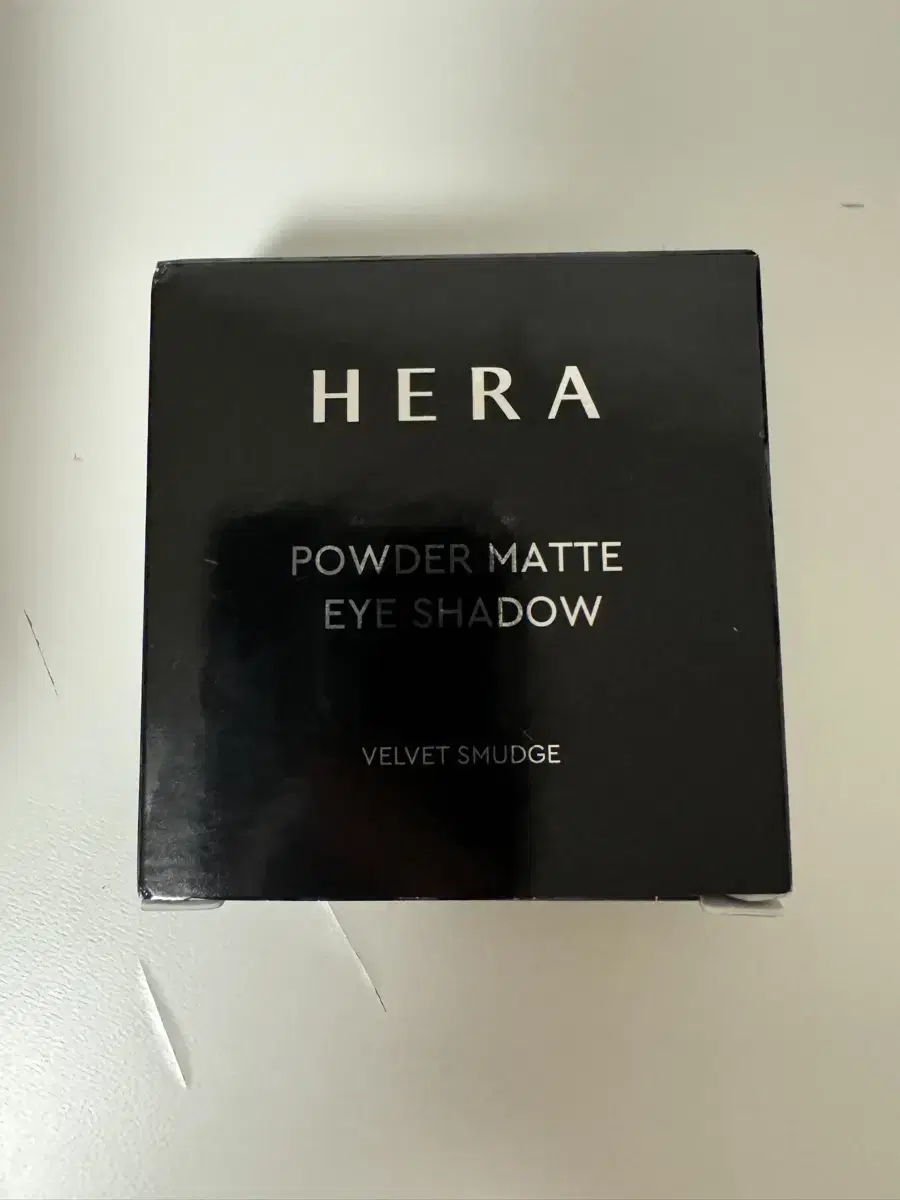 HERA
POWDER MATTE
EYE SHADOW
VELVET SMUDGE